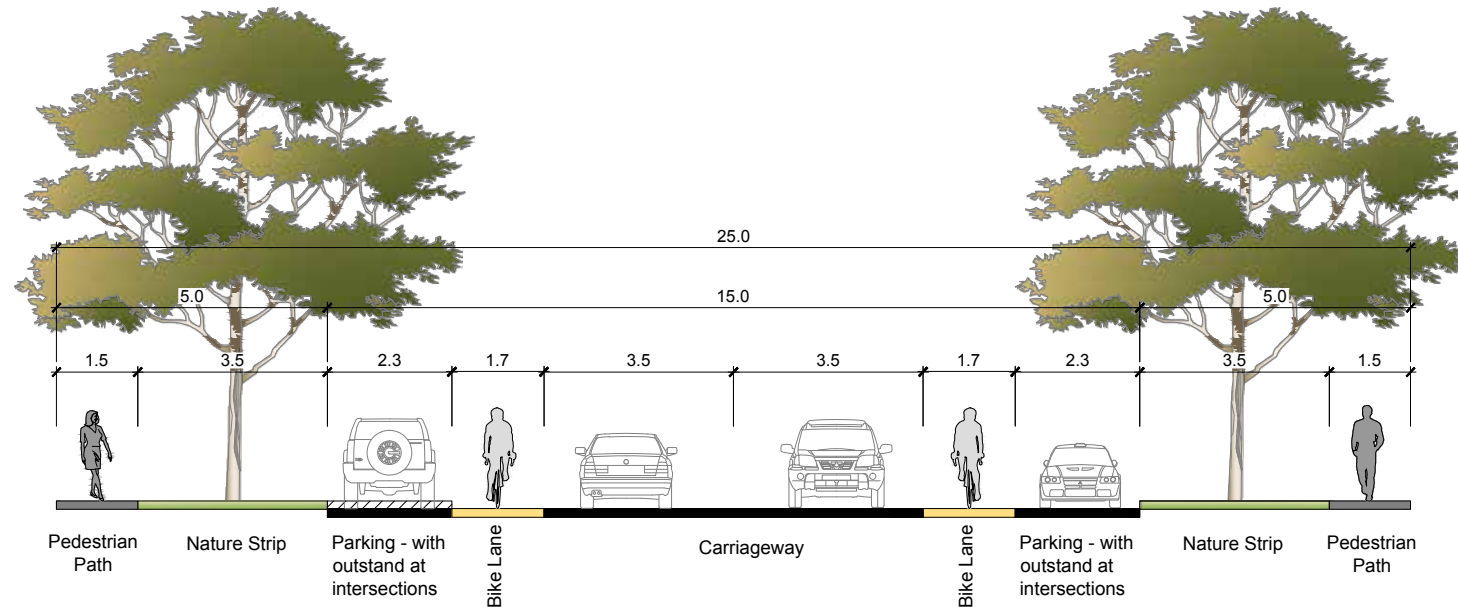 25.0
5.0 15.0 5.0
1.5 3.5 2.3 1.7 3.5 3.5 1.7 2.3 3.5 1.5
Pedestrian
Path
Nature Strip
Parking - with
outstand at
intersections
Bike Lane
Carriageway
Bike Lane
Parking - with
outstand at
intersections
Nature Strip
Pedestrian
Path